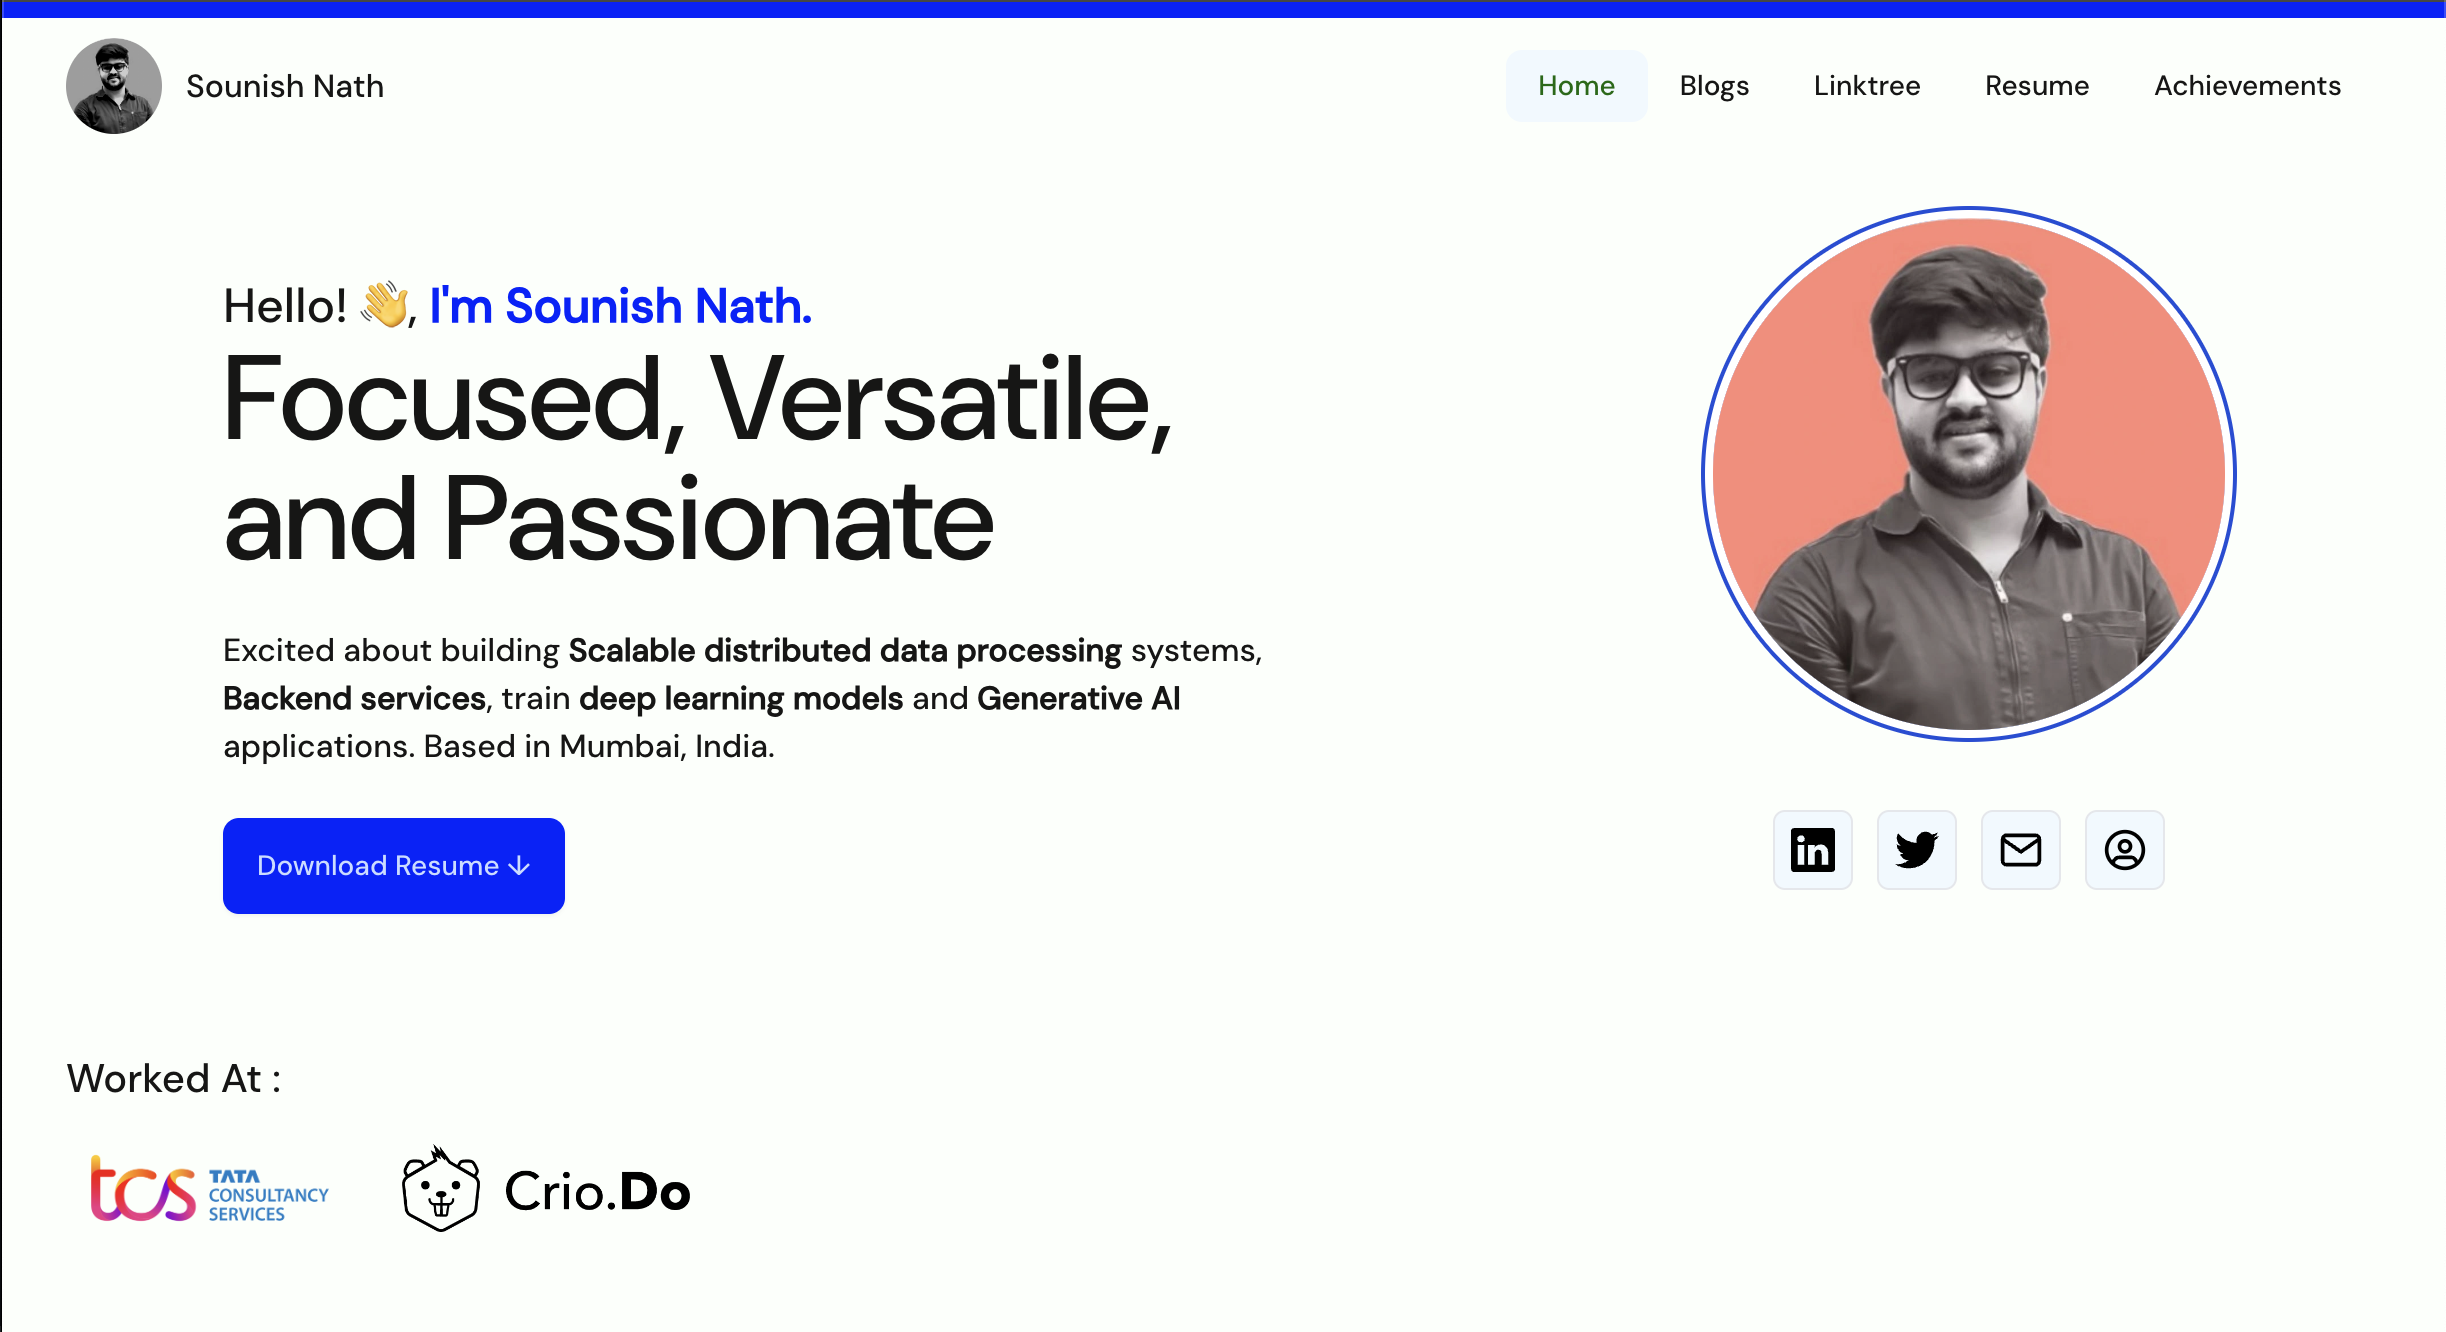 Sounish Nath
Home
Blogs
Linktree
Resume
Achievements
Hello! 👋, I'm Sounish Nath.
Focused, Versatile,
and Passionate
Excited about building Scalable distributed data processing systems,
Backend services, train deep learning models and Generative AI
applications. Based in Mumbai, India.
Download Resume ↓
in
Worked At :
tcs
TATA
CONSULTANCY
SERVICES
Crio.Do